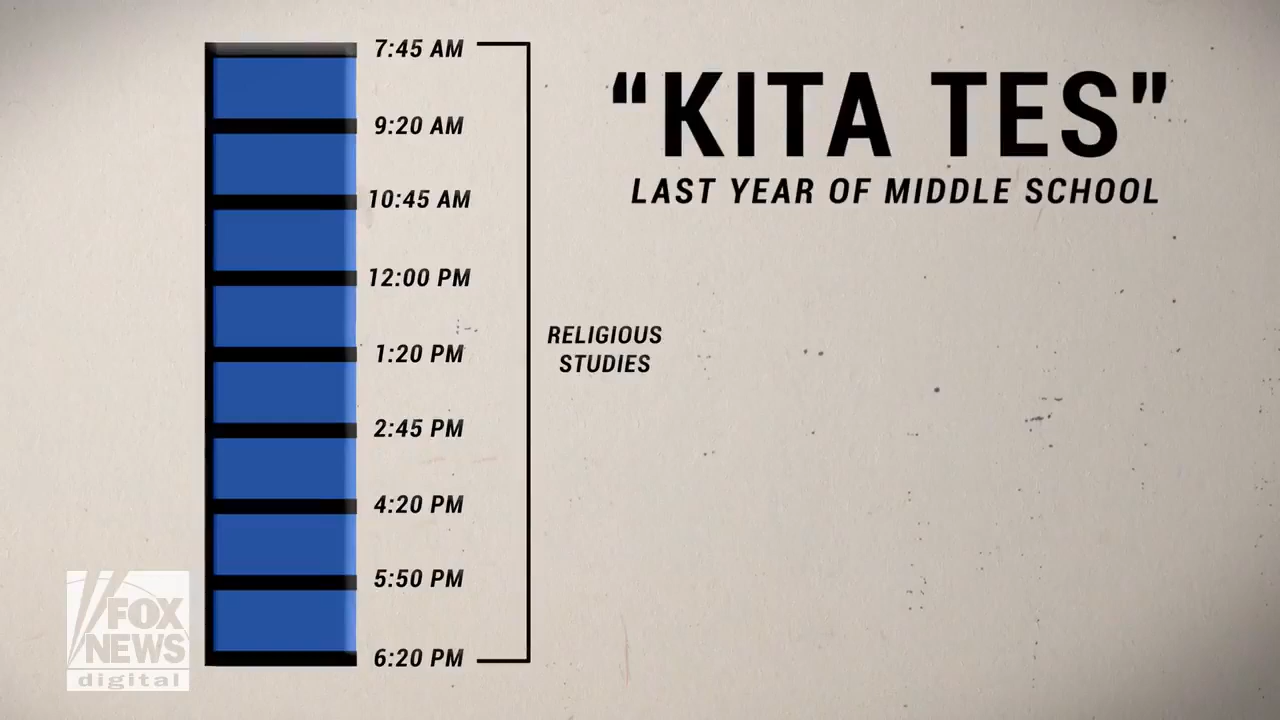 7:45 AM
9:20 AM
10:45 AM
12:00 PM
1:20 PM
2:45 PM
4:20 PM
5:50 PM
6:20 PM
RELIGIOUS
STUDIES
“KITA TES”
LAST YEAR OF MIDDLE SCHOOL
FOX
NEWS
digital